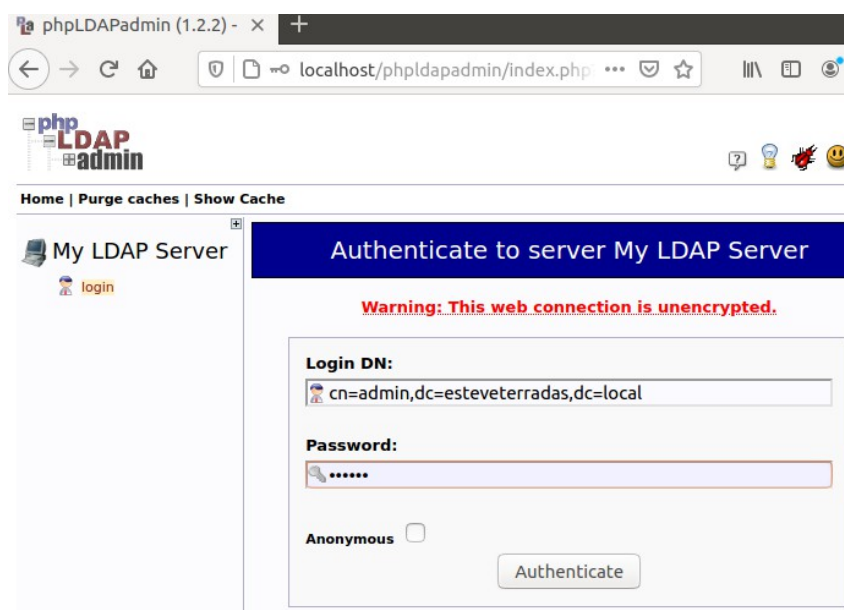 phpLDAPadmin (1.2.2) -
localhost/phpldapadmin/index.php
php
LDAP
admin
Home | Purge caches | Show Cache
My LDAP Server
login
Authenticate to server My LDAP Server
Warning: This web connection is unencrypted.
Login DN:
cn=admin,dc=esteveterradas,dc=local
Password:
••••••
Anonymous
Authenticate